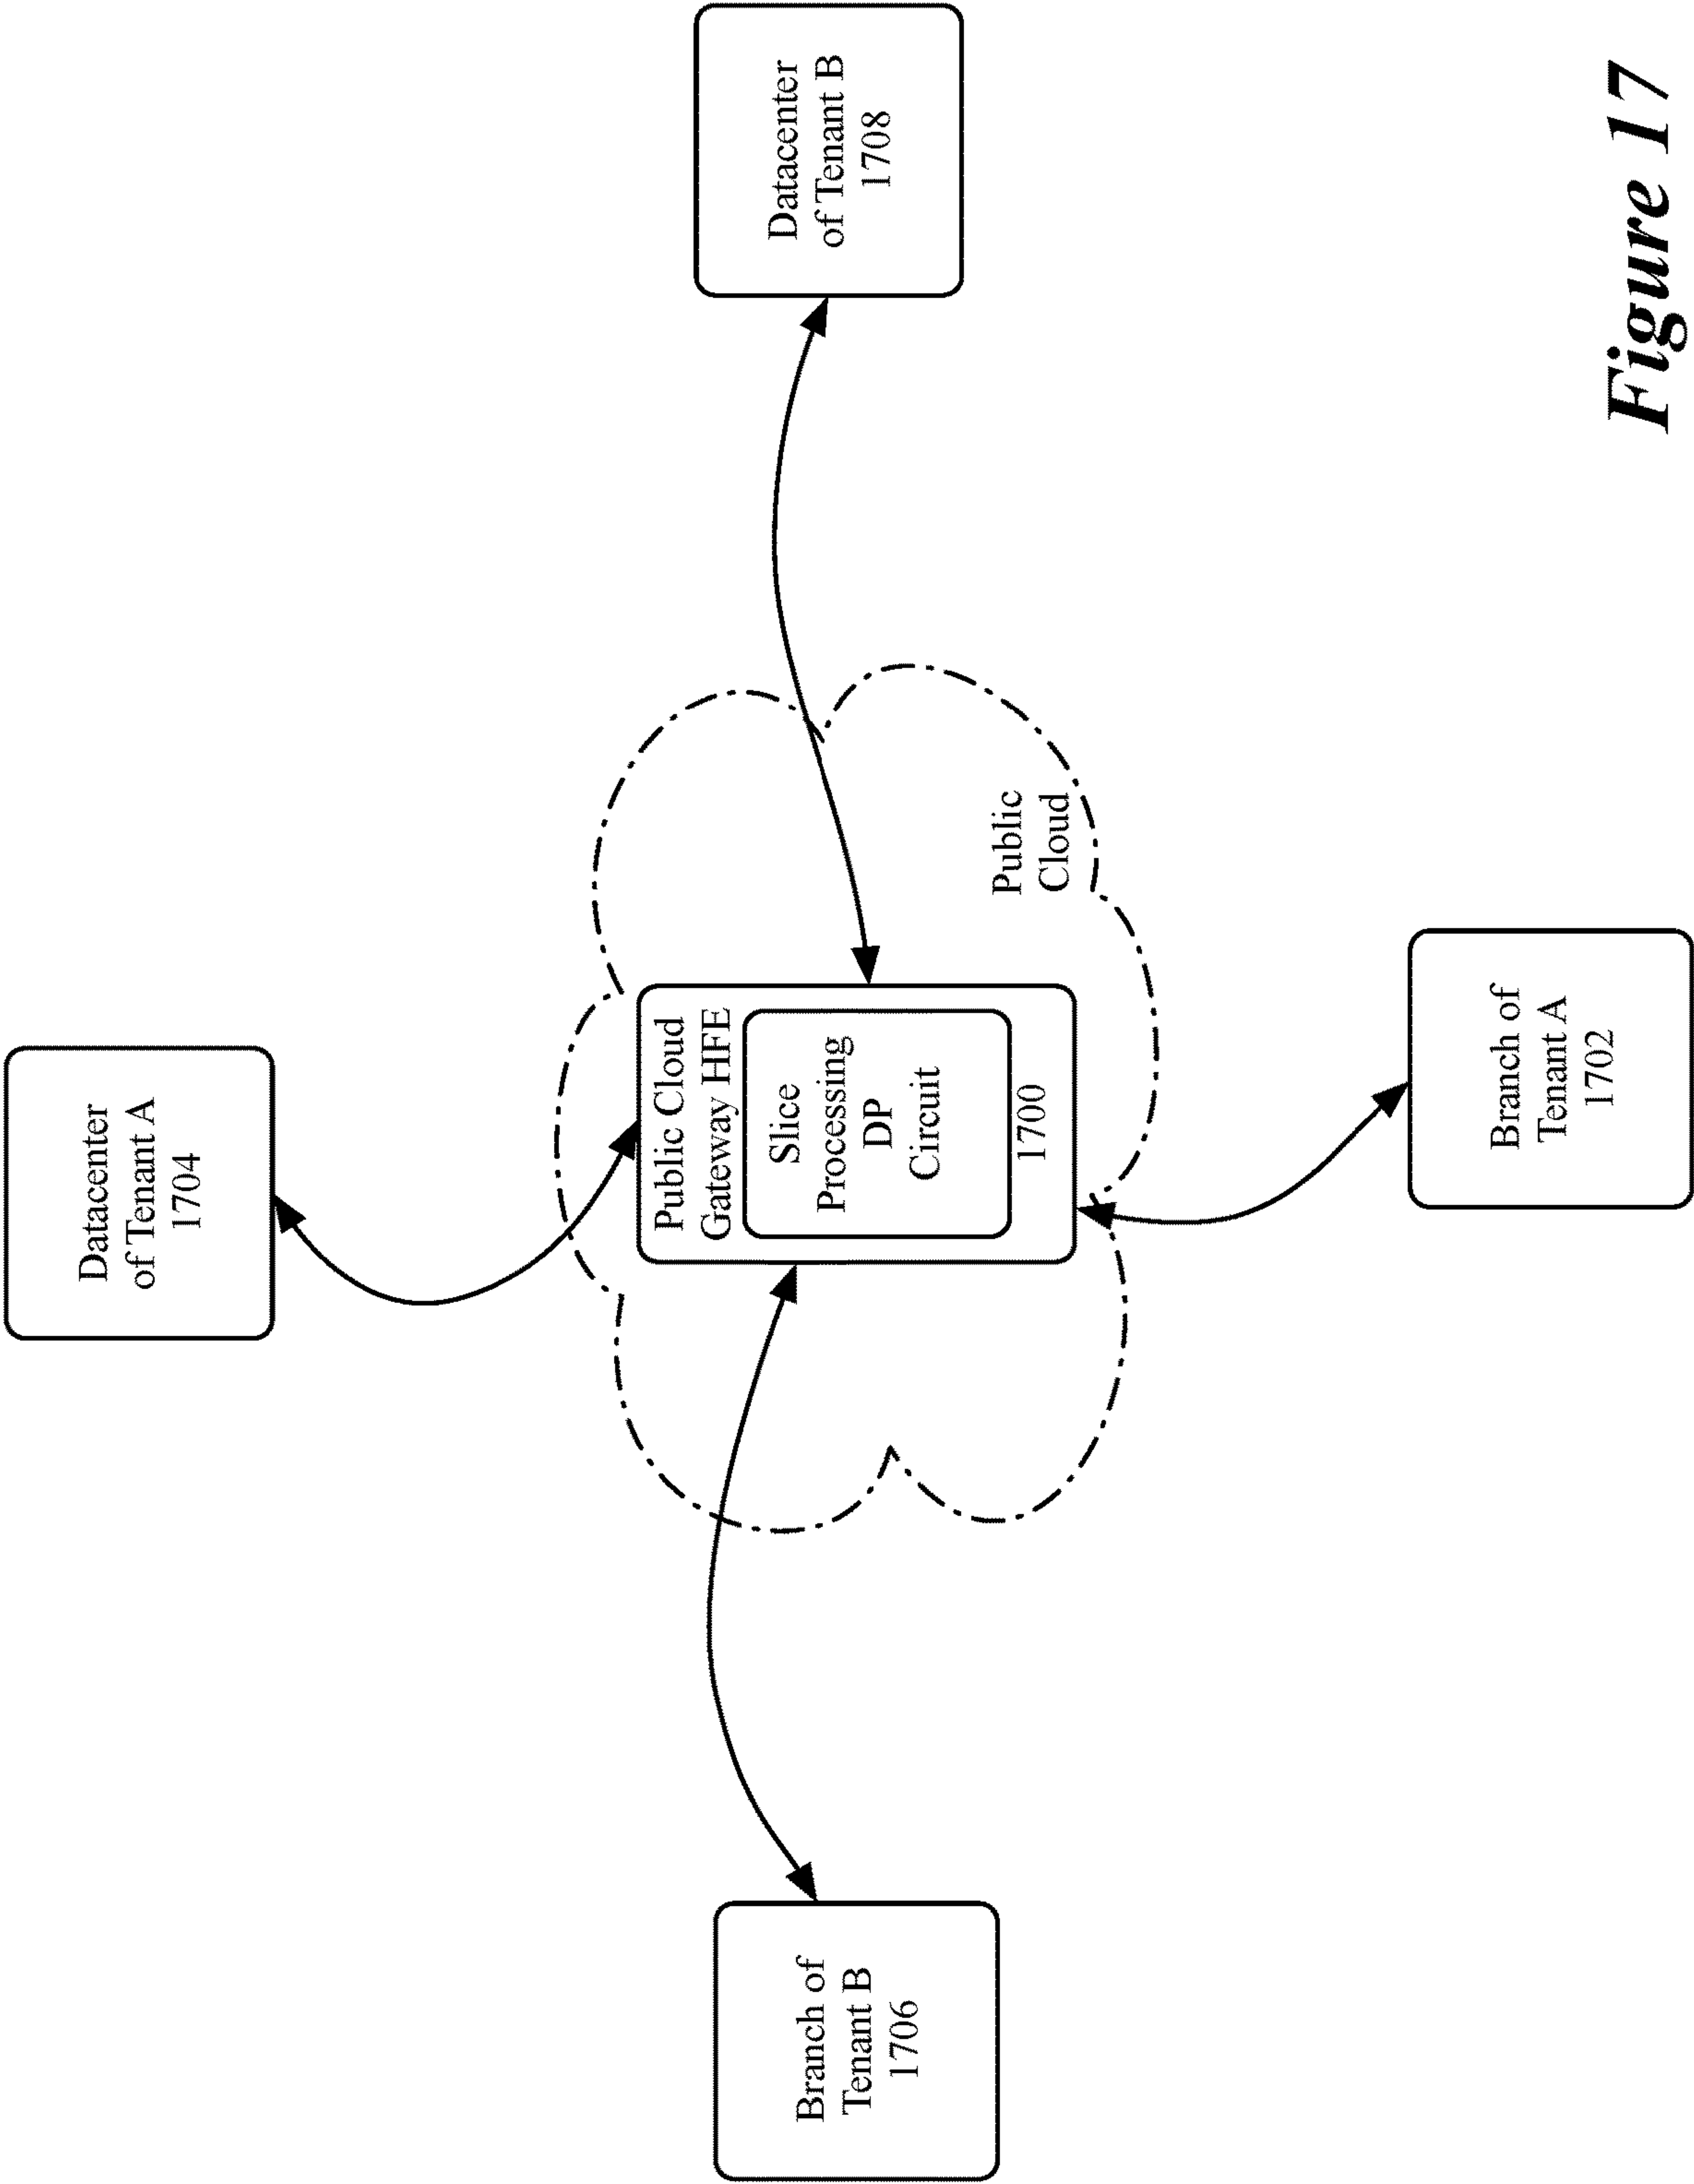 Datacenter
of Tenant A
1704
Branch of
Tenant B
1706
Public Cloud
Gateway HFE
Slice
Processing
DP
Circuit
1700
Datacenter
of Tenant B
1708
Public
Cloud
Branch of
Tenant A
1702
Figure 17